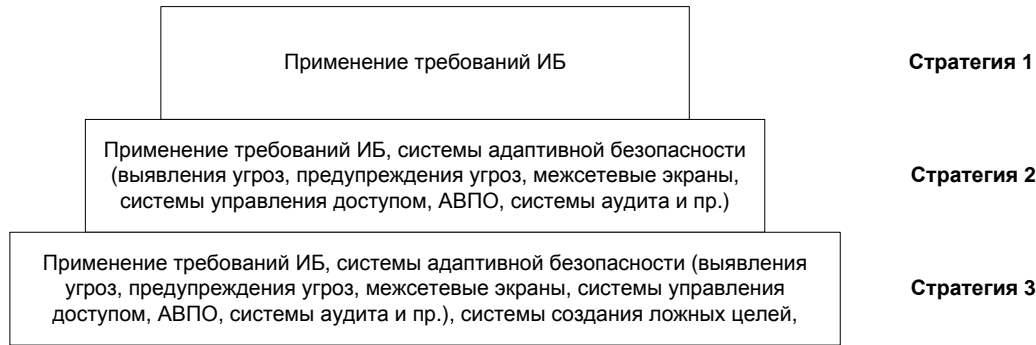 Применение требований ИБ
Стратегия 1
Применение требований ИБ, системы адаптивной безопасности
(выявления угроз, предупреждения угроз, межсетевые экраны,
системы управления доступом, АВПО, системы аудита и пр.)
Стратегия 2
Применение требований ИБ, системы адаптивной безопасности (выявления
угроз, предупреждения угроз, межсетевые экраны, системы управления
доступом, АВПО, системы аудита и пр.), системы создания ложных целей,
Стратегия 3